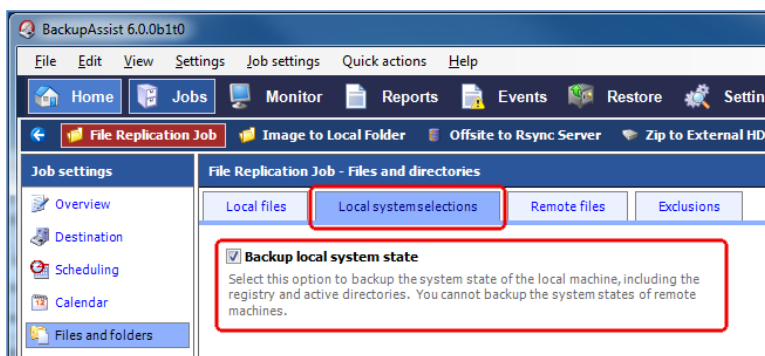 BackupAssist 6.0.0b1t0
File Edit View Settings Job settings Quick actions Help
Home Jobs Monitor Reports Events Restore Settin
File Replication Job Image to Local Folder Offsite to Rsync Server Zip to External HD
Job settings
File Replication Job - Files and directories
Overview
Destination
Scheduling
12
Calendar
Files and folders
Local files Local system selections Remote files Exclusions
Backup local system state
Select this option to backup the system state of the local machine, including the
registry and active directories. You cannot backup the system states of remote
machines.